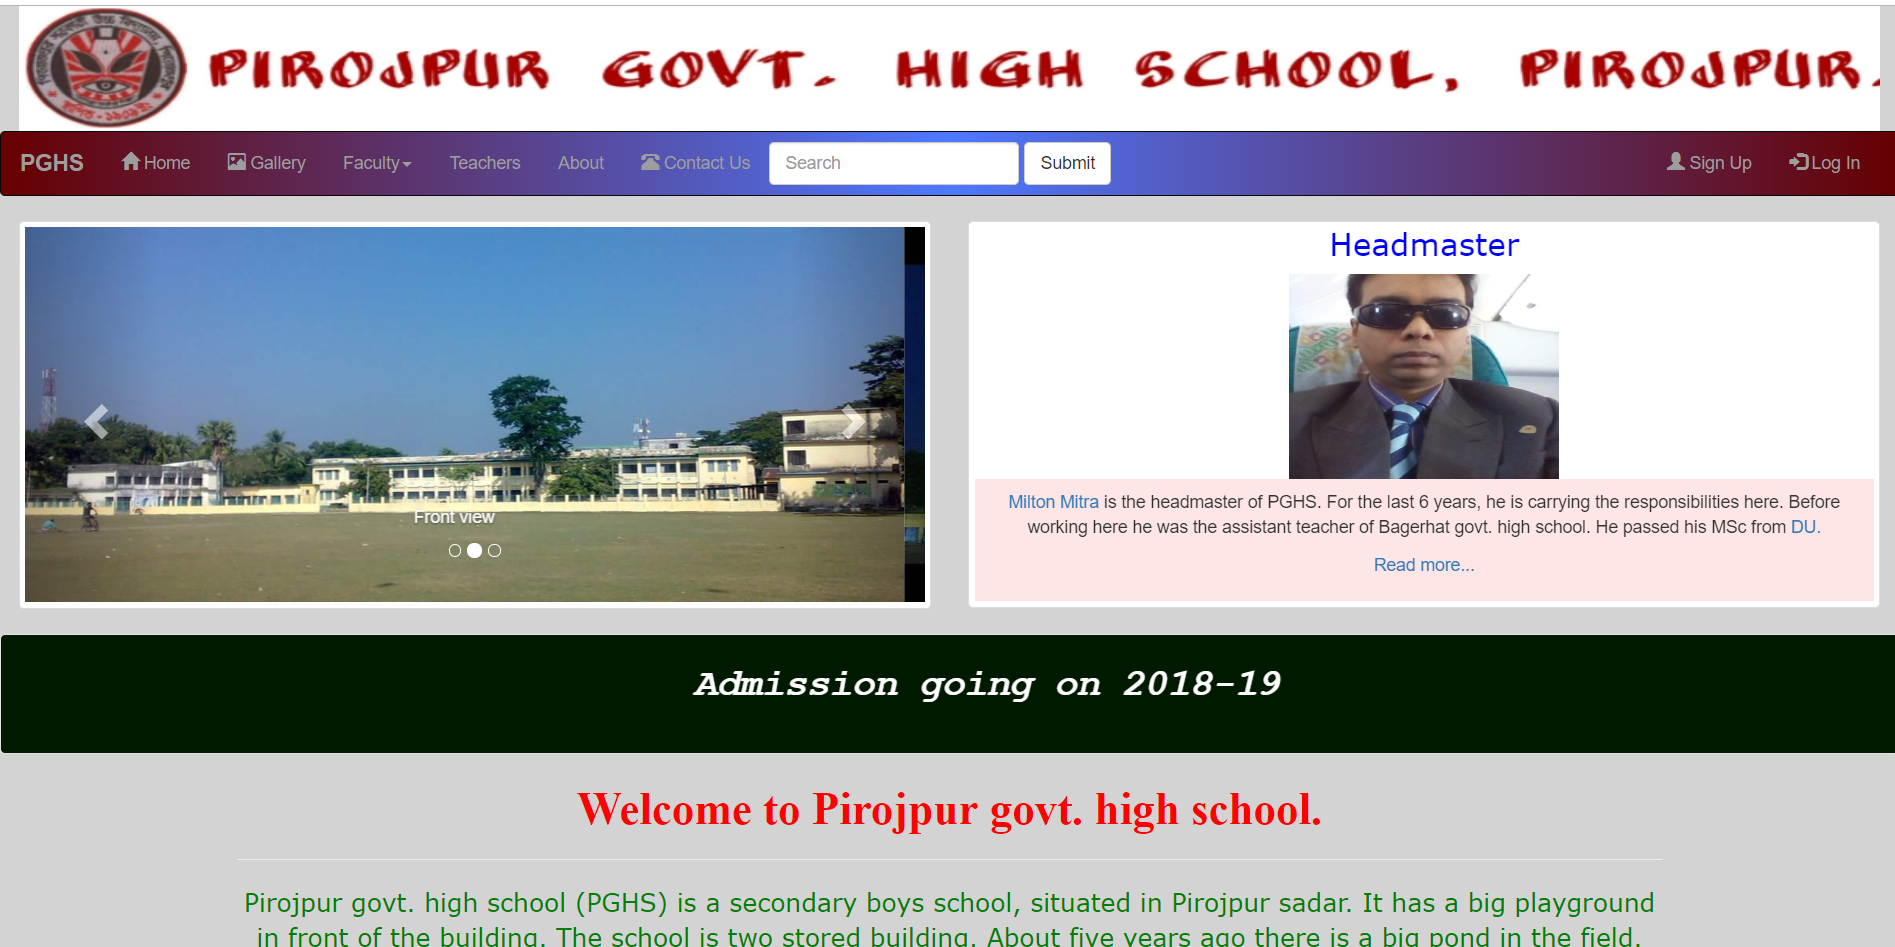 PIROJPUR GOVT. HIGH SCHOOL, PIROJPUR.
PGHS Home Gallery Faculty Teachers About Contact Us Search Submit Sign Up Log In
Front view
Headmaster
Milton Mitra is the headmaster of PGHS. For the last 6 years, he is carrying the responsibilities here. Before
working here he was the assistant teacher of Bagerhat govt. high school. He passed his MSc from DU.
Read more...
Admission going on 2018-19
Welcome to Pirojpur govt. high school.
Pirojpur govt. high school (PGHS) is a secondary boys school, situated in Pirojpur sadar. It has a big playground
in front of the building. The school is two stored building. About five years ago there is a big pond in the field.